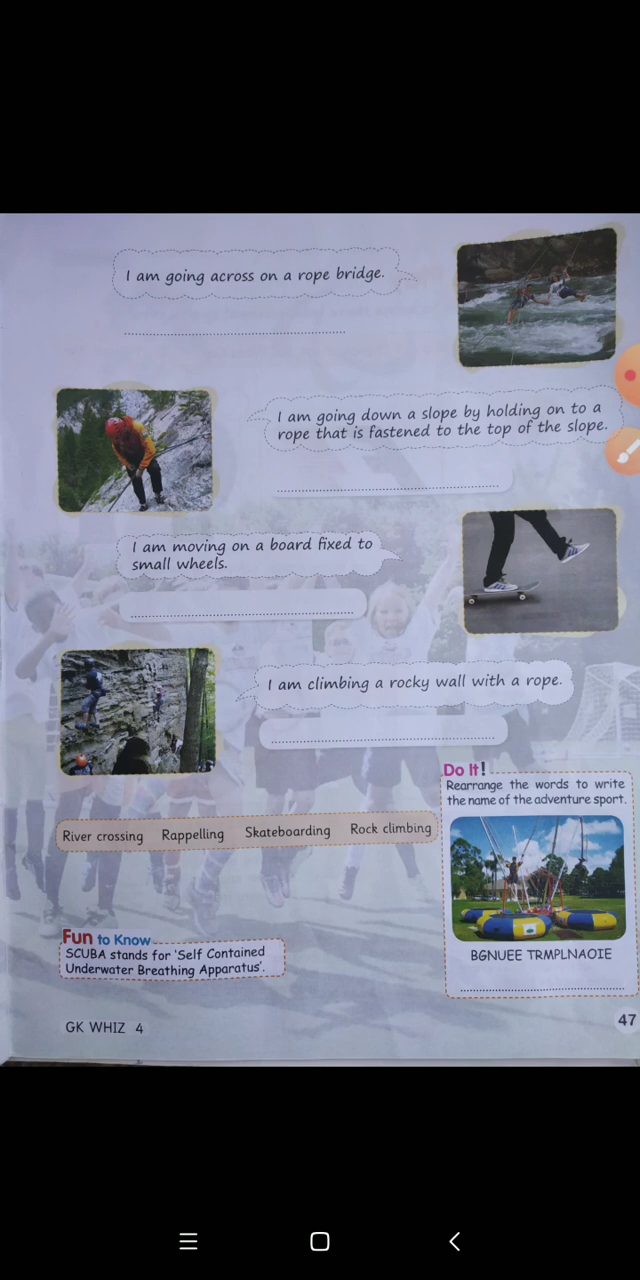 I am going across on a rope bridge.
I am going down a slope by holding on to a
rope that is fastened to the top of the slope.
I am moving on a board fixed to
small wheels.
I am climbing a rocky wall with a rope.
River crossing Rappelling Skateboarding Rock climbing
Do It!
Rearrange the words to write
the name of the adventure sport.
BGNUEE TRMPLNAOIE
Fun to Know
SCUBA stands for ‘Self Contained
Underwater Breathing Apparatus’.
GK WHIZ 4
47